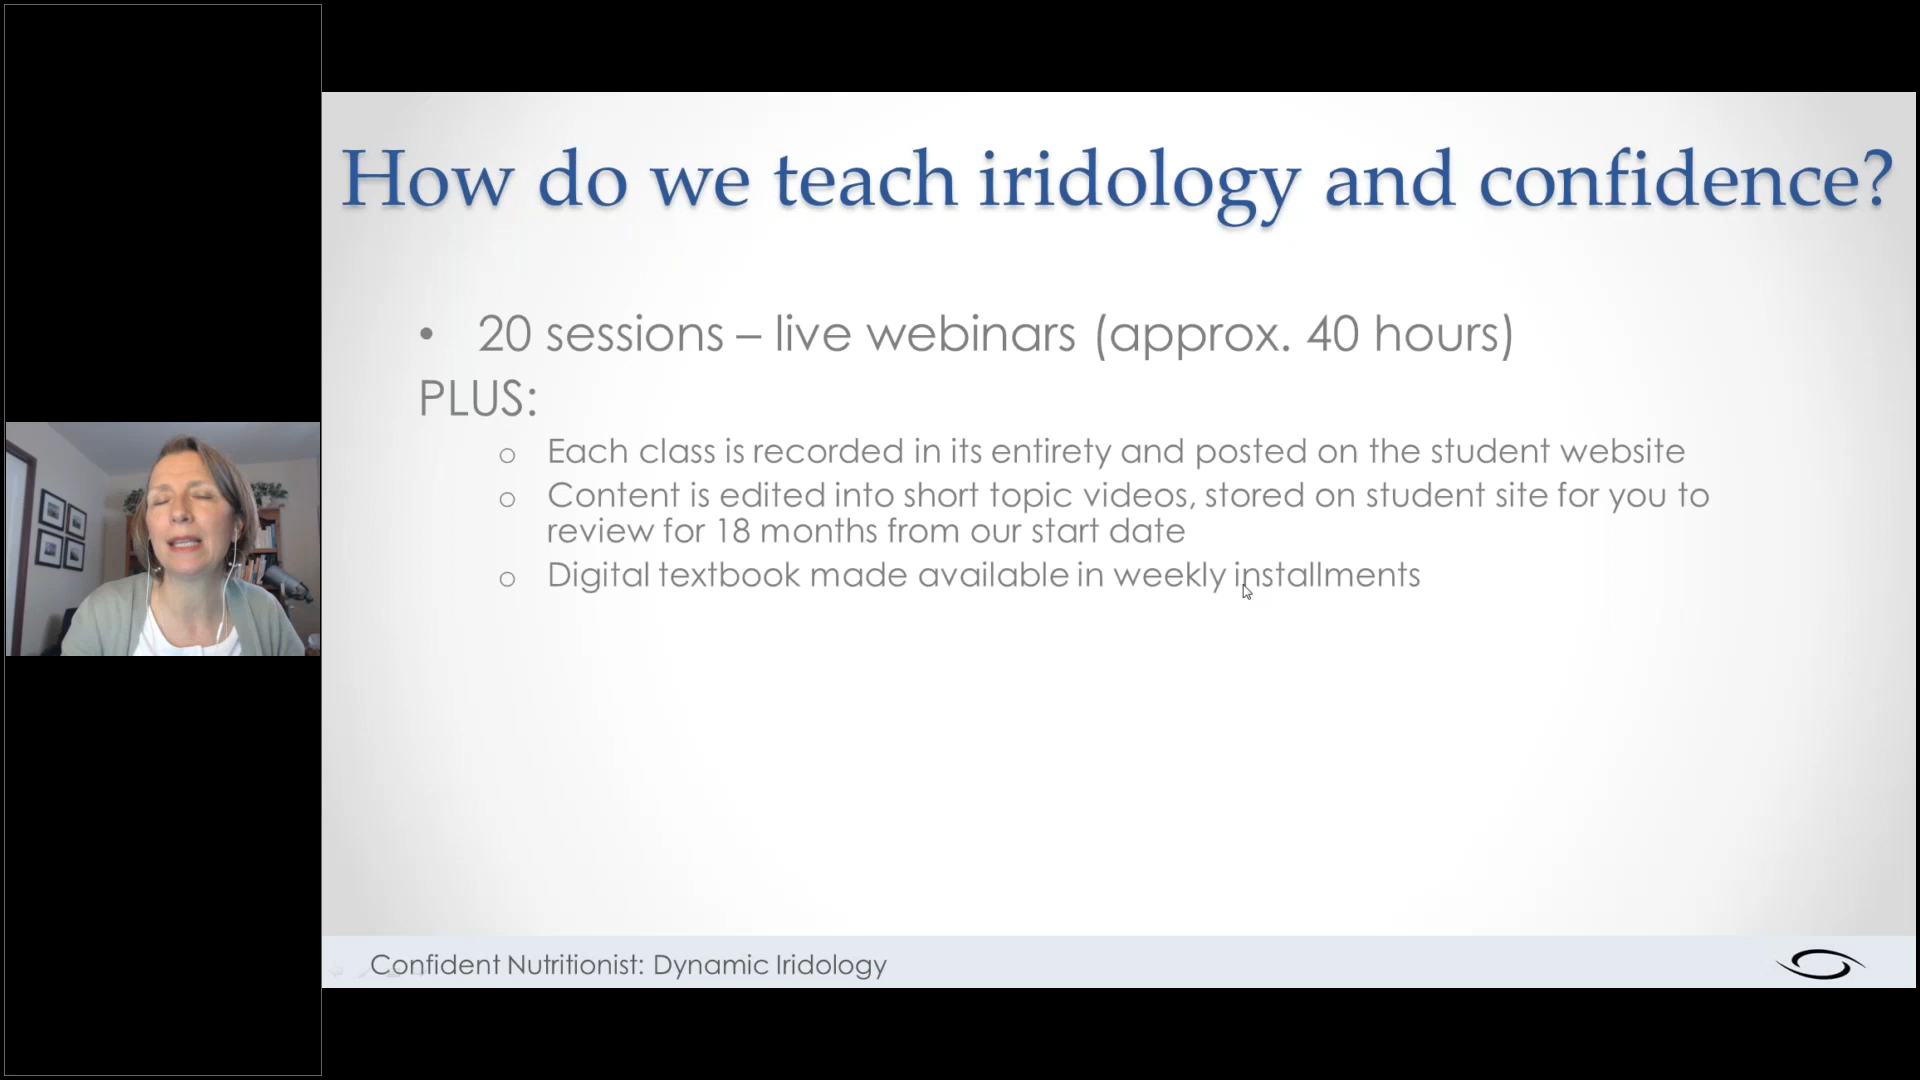 How do we teach iridology and confidence?
• 20 sessions – live webinars (approx. 40 hours)
PLUS:
o Each class is recorded in its entirety and posted on the student website
o Content is edited into short topic videos, stored on student site for you to
review for 18 months from our start date
o Digital textbook made available in weekly installments
Confident Nutritionist: Dynamic Iridology